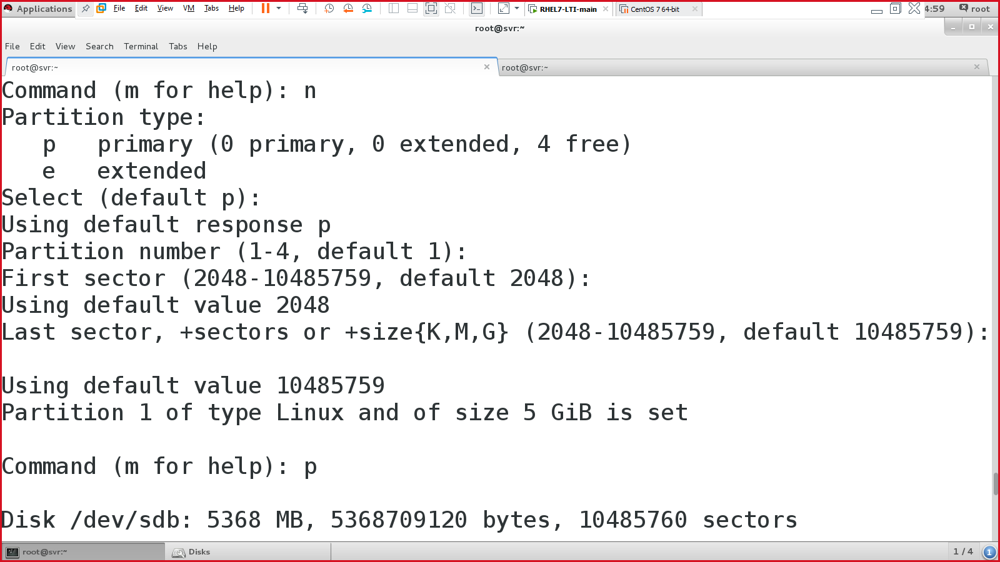 Applications File Edit View VM Tabs Help RHEL7-LTI-main CentOS 7 64-bit 4:59 root
root@svr:~
File Edit View Search Terminal Tabs Help
root@svr:~ root@svr:~
Command (m for help): n
Partition type:
   p   primary (0 primary, 0 extended, 4 free)
   e   extended
Select (default p):
Using default response p
Partition number (1-4, default 1):
First sector (2048-10485759, default 2048):
Using default value 2048
Last sector, +sectors or +size{K,M,G} (2048-10485759, default 10485759):
Using default value 10485759
Partition 1 of type Linux and of size 5 GiB is set
Command (m for help): p
Disk /dev/sdb: 5368 MB, 5368709120 bytes, 10485760 sectors
root@svr:~ Disks 1 / 4 1